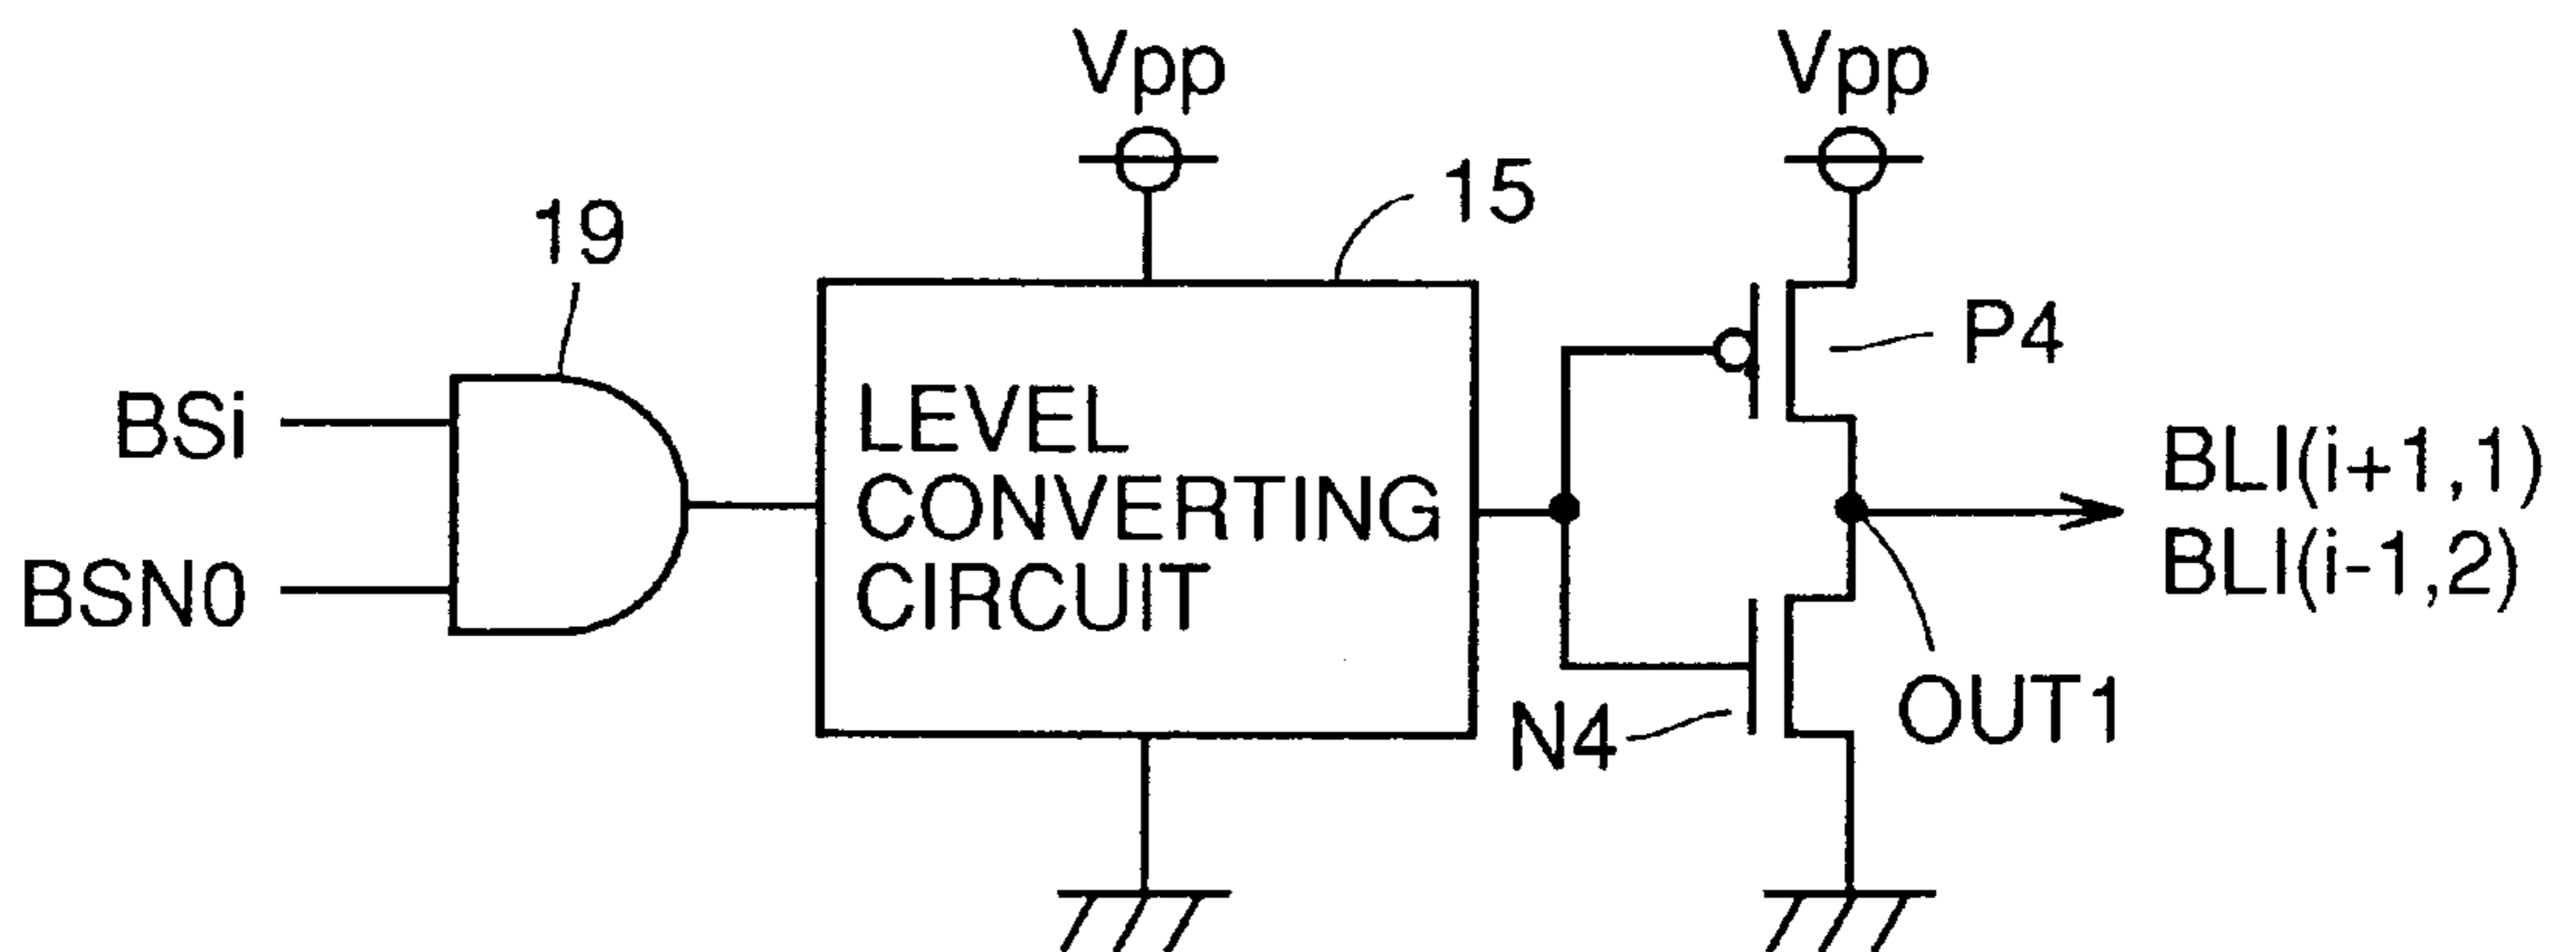 Vpp
Vpp
15
19
P4
BSi
LEVEL
CONVERTING
CIRCUIT
BLI(i+1,1)
BLI(i-1,2)
BSN0
N4
OUT1